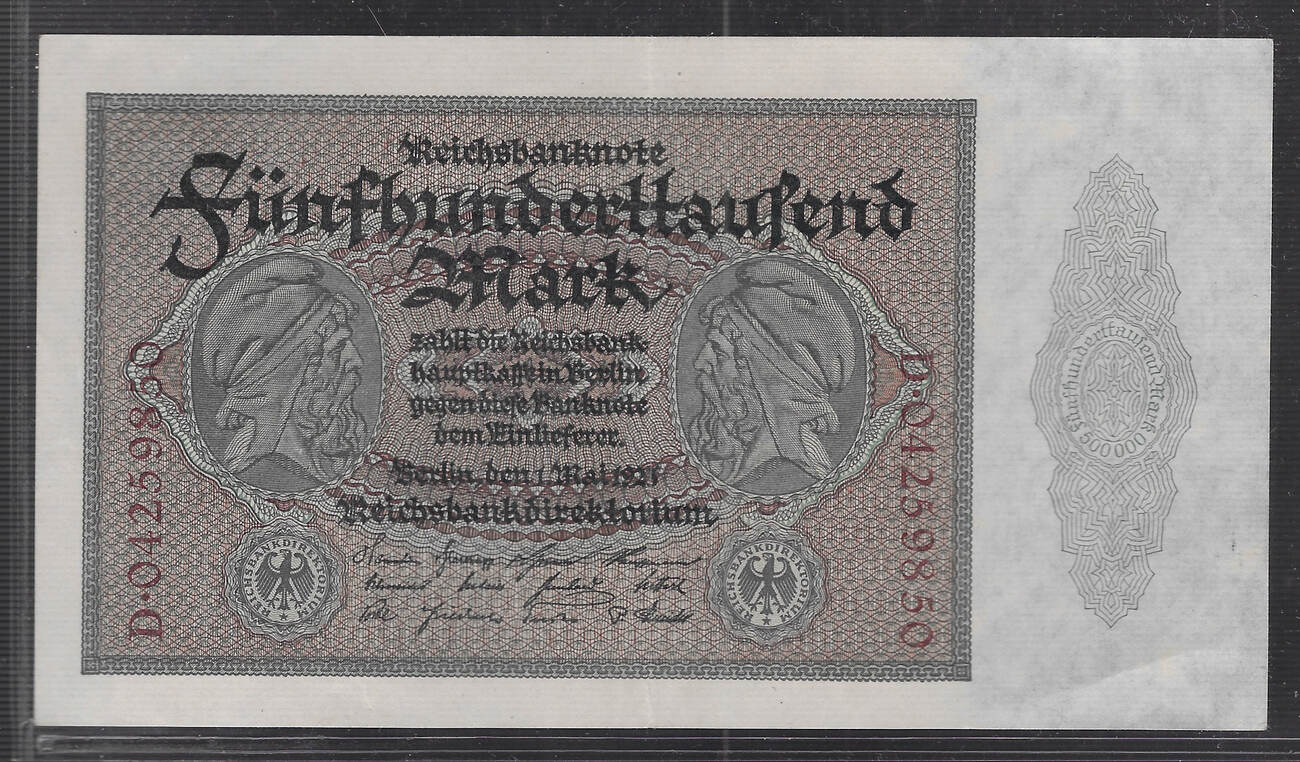 Reichsbanknote
Fünfhunderttausend
Mark
zahlt die Reichsbank
hauptkasse in Berlin
gegen diese Banknote
dem Einlieferer.
Berlin, den 1. Mai 1923
Reichsbankdirektorium
D·04259850
D·04259850
REICHSBANKDIREKTORIUM
REICHSBANKDIREKTORIUM
Fünfhunderttausend Mark
500000